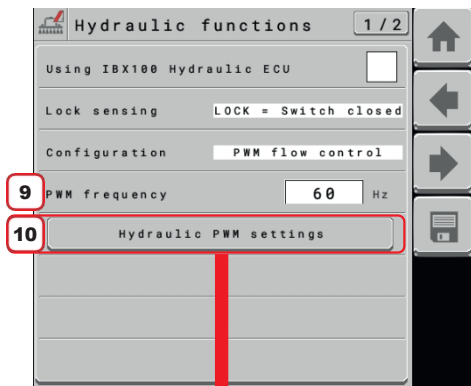 Hydraulic functions 1/2
Using IBX100 Hydraulic ECU
Lock sensing LOCK = Switch closed
Configuration PWM flow control
9 PWM frequency 60 Hz
10 Hydraulic PWM settings